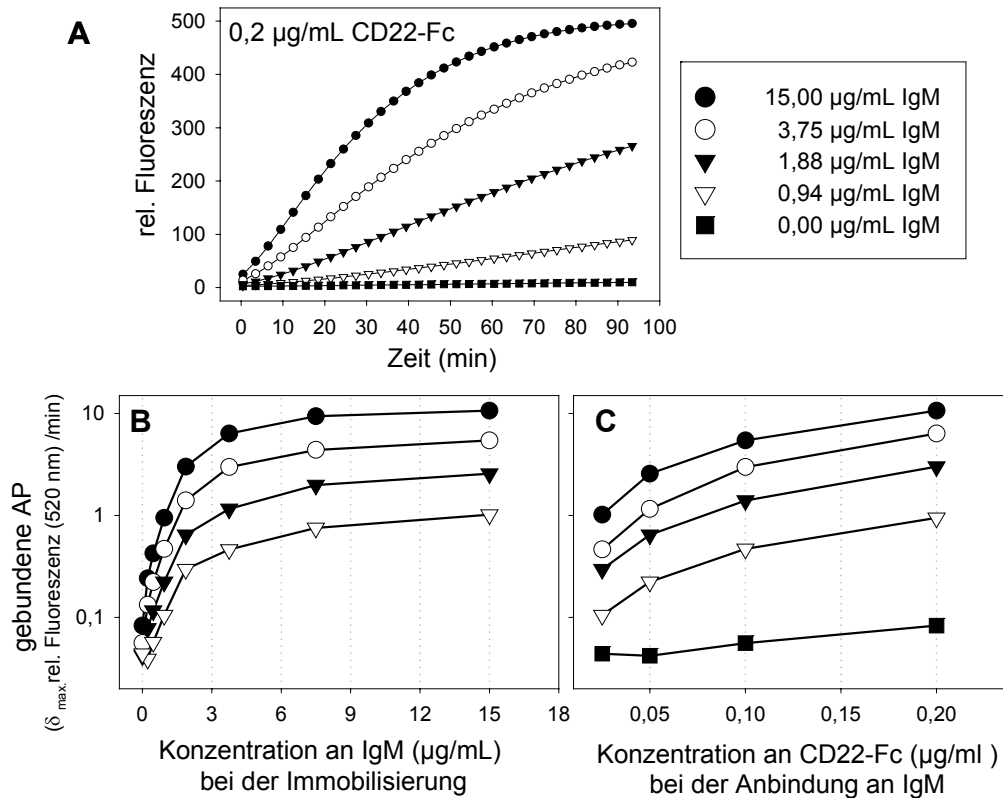 A
0,2 µg/mL CD22-Fc
rel. Fluoreszenz
500
400
300
200
100
0
0 10 20 30 40 50 60 70 80 90 100
Zeit (min)
15,00 µg/mL IgM
3,75 µg/mL IgM
1,88 µg/mL IgM
0,94 µg/mL IgM
0,00 µg/mL IgM
B
gebundene AP
(δ max. rel. Fluoreszenz (520 nm) /min)
10
1
0,1
0 3 6 9 12 15 18
Konzentration an IgM (µg/mL)
bei der Immobilisierung
C
0,05 0,10 0,15 0,20
Konzentration an CD22-Fc (µg/ml )
bei der Anbindung an IgM